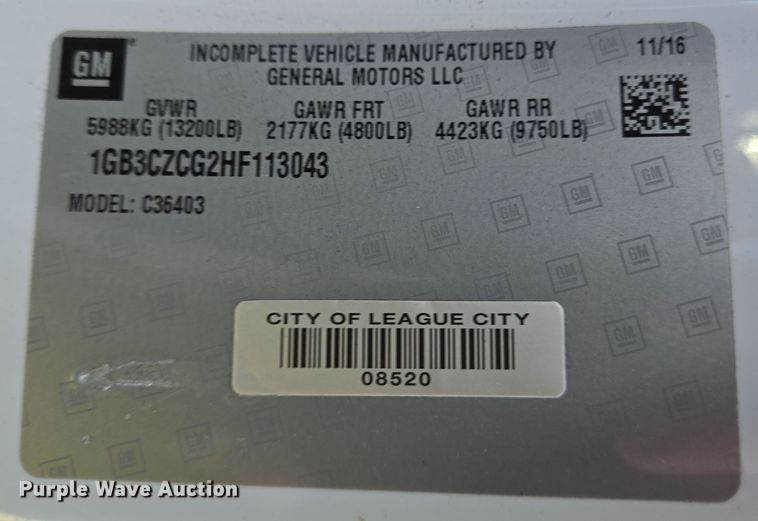 GM
INCOMPLETE VEHICLE MANUFACTURED BY
GENERAL MOTORS LLC
11/16
GVWR GAWR FRT GAWR RR
5988KG (13200LB) 2177KG (4800LB) 4423KG (9750LB)
1GB3CZCG2HF113043
MODEL: C36403
CITY OF LEAGUE CITY
08520
Purple Wave Auction